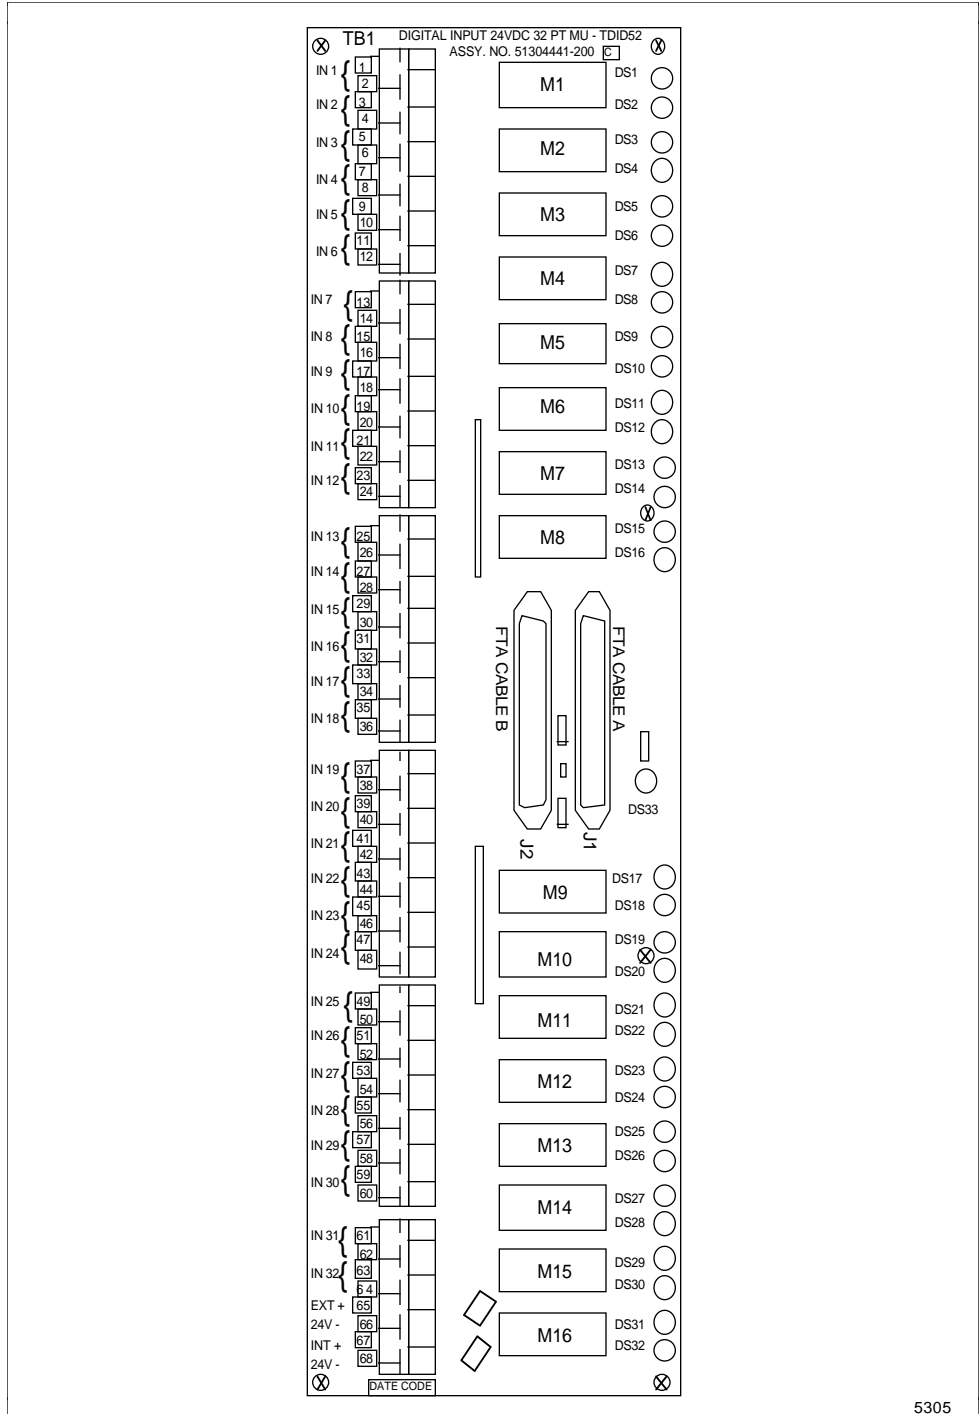 TB1
DIGITAL INPUT 24VDC 32 PT MU - TDID52
ASSY. NO. 51304441-200 C
IN 1 1
2
IN 2 3
4
IN 3 5
6
IN 4 7
8
IN 5 9
10
IN 6 11
12
IN 7 13
14
IN 8 15
16
IN 9 17
18
IN 10 19
20
IN 11 21
22
IN 12 23
24
IN 13 25
26
IN 14 27
28
IN 15 29
30
IN 16 31
32
IN 17 33
34
IN 18 35
36
IN 19 37
38
IN 20 39
40
IN 21 41
42
IN 22 43
44
IN 23 45
46
IN 24 47
48
IN 25 49
50
IN 26 51
52
IN 27 53
54
IN 28 55
56
IN 29 57
58
IN 30 59
60
IN 31 61
62
IN 32 63
6 4
EXT + 65
24V - 66
INT + 67
24V - 68
DATE CODE
M1
M2
M3
M4
M5
M6
M7
M8
FTA CABLE B
FTA CABLE A
J2
J1
M9
M10
M11
M12
M13
M14
M15
M16
DS1
DS2
DS3
DS4
DS5
DS6
DS7
DS8
DS9
DS10
DS11
DS12
DS13
DS14
DS15
DS16
DS33
DS17
DS18
DS19
DS20
DS21
DS22
DS23
DS24
DS25
DS26
DS27
DS28
DS29
DS30
DS31
DS32
5305